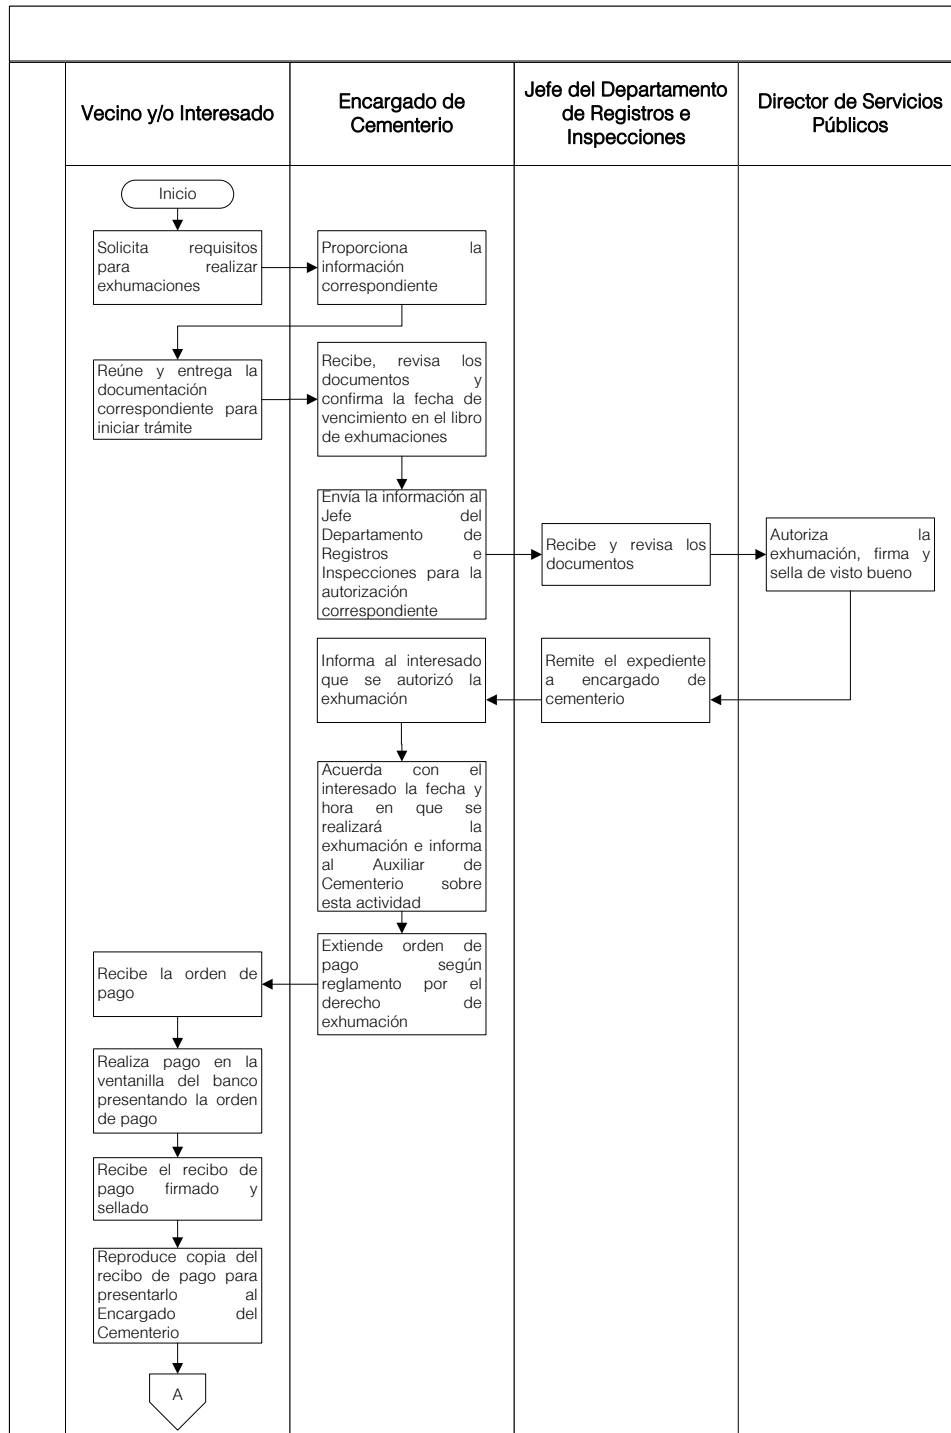 Vecino y/o Interesado
Encargado de
Cementerio
Jefe del Departamento
de Registros e
Inspecciones
Director de Servicios
Públicos
Inicio
Solicita requisitos
para realizar
exhumaciones
Proporciona la
información
correspondiente
Reúne y entrega la
documentación
correspondiente para
iniciar trámite
Recibe, revisa los
documentos y
confirma la fecha de
vencimiento en el libro
de exhumaciones
Envía la información al
Jefe del
Departamento de
Registros e
Inspecciones para la
autorización
correspondiente
Recibe y revisa los
documentos
Autoriza la
exhumación, firma y
sella de visto bueno
Remite el expediente
a encargado de
cementerio
Informa al interesado
que se autorizó la
exhumación
Acuerda con el
interesado la fecha y
hora en que se
realizará la
exhumación e informa
al Auxiliar de
Cementerio sobre
esta actividad
Extiende orden de
pago según
reglamento por el
derecho de
exhumación
Recibe la orden de
pago
Realiza pago en la
ventanilla del banco
presentando la orden
de pago
Recibe el recibo de
pago firmado y
sellado
Reproduce copia del
recibo de pago para
presentarlo al
Encargado del
Cementerio
A